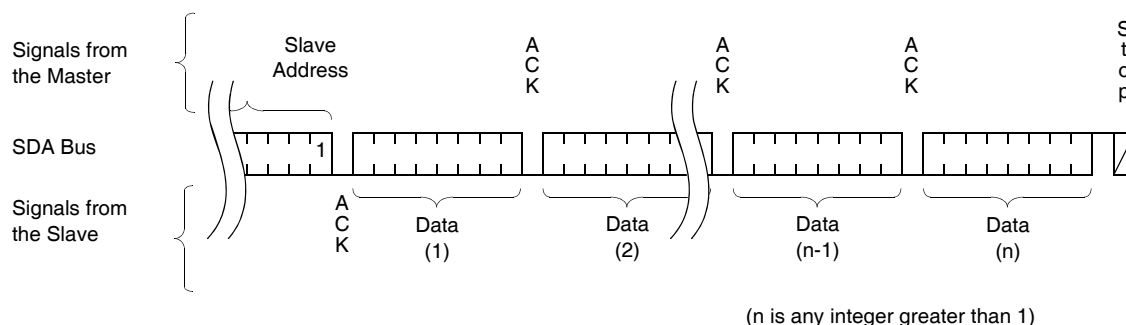 Signals from
the Master
Slave
Address
A
C
K
A
C
K
A
C
K
S
t
o
p
SDA Bus
1
Signals from
the Slave
A
C
K
Data
(1)
Data
(2)
Data
(n-1)
Data
(n)
(n is any integer greater than 1)